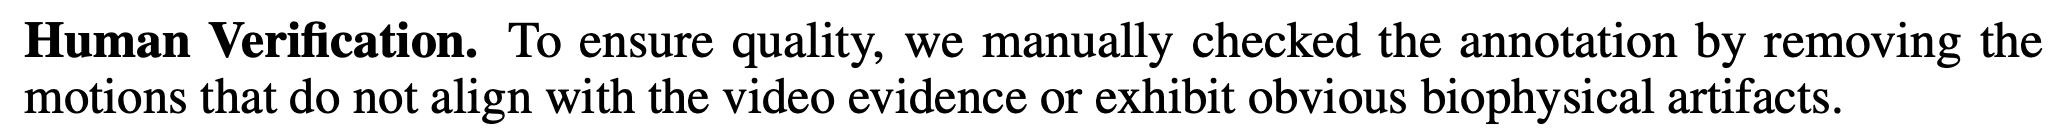 Human Verification. To ensure quality, we manually checked the annotation by removing the
motions that do not align with the video evidence or exhibit obvious biophysical artifacts.